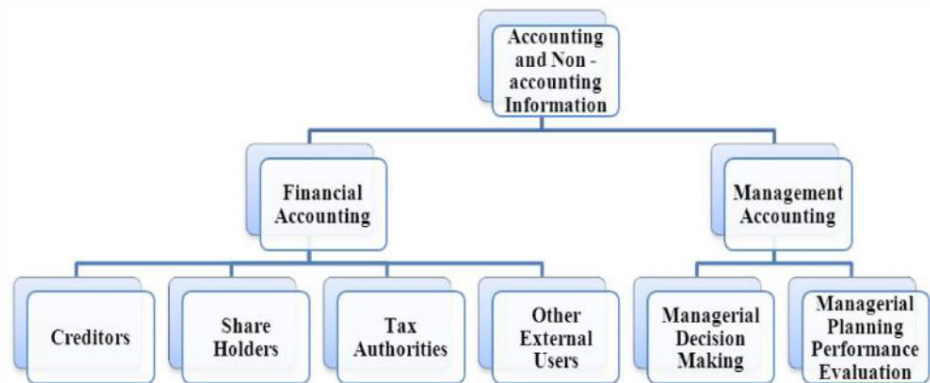 Accounting
and Non -
accounting
Information
Financial
Accounting
Management
Accounting
Creditors
Share
Holders
Tax
Authorities
Other
External
Users
Managerial
Decision
Making
Managerial
Planning
Performance
Evaluation